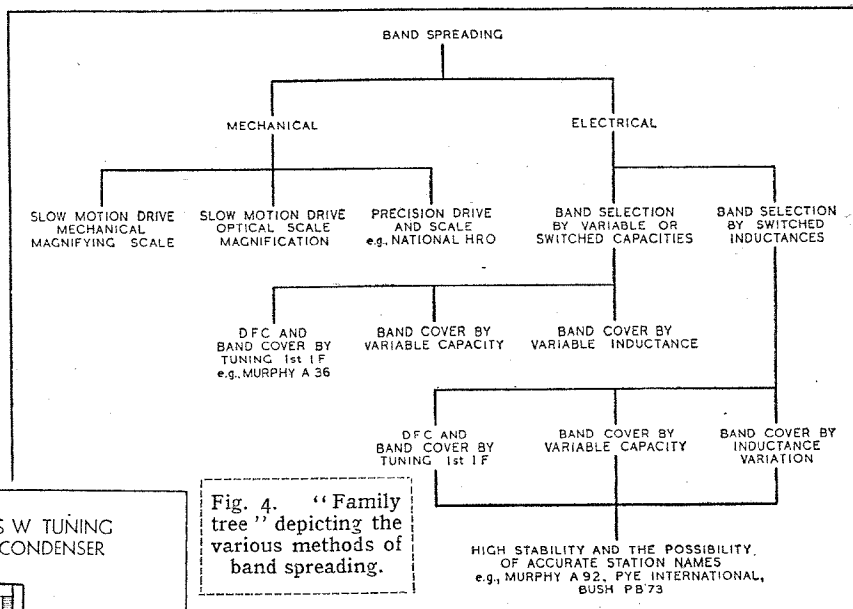 BAND SPREADING
MECHANICAL
ELECTRICAL
SLOW MOTION DRIVE
MECHANICAL
MAGNIFYING SCALE
SLOW MOTION DRIVE
OPTICAL SCALE
MAGNIFICATION
PRECISION DRIVE
AND SCALE
e.g., NATIONAL HRO
BAND SELECTION
BY VARIABLE OR
SWITCHED CAPACITIES
BAND SELECTION
BY SWITCHED
INDUCTANCES
DFC AND
BAND COVER BY
TUNING 1st IF
e.g., MURPHY A 36
BAND COVER BY
VARIABLE CAPACITY
BAND COVER BY
VARIABLE INDUCTANCE
DFC AND
BAND COVER BY
TUNING 1st IF
BAND COVER BY
VARIABLE CAPACITY
BAND COVER BY
INDUCTANCE
VARIATION
HIGH STABILITY AND THE POSSIBILITY
OF ACCURATE STATION NAMES
e.g., MURPHY A 92, PYE INTERNATIONAL,
BUSH PB 73
Fig. 4. "Family
tree" depicting the
various methods of
band spreading.
S W TUNING
CONDENSER